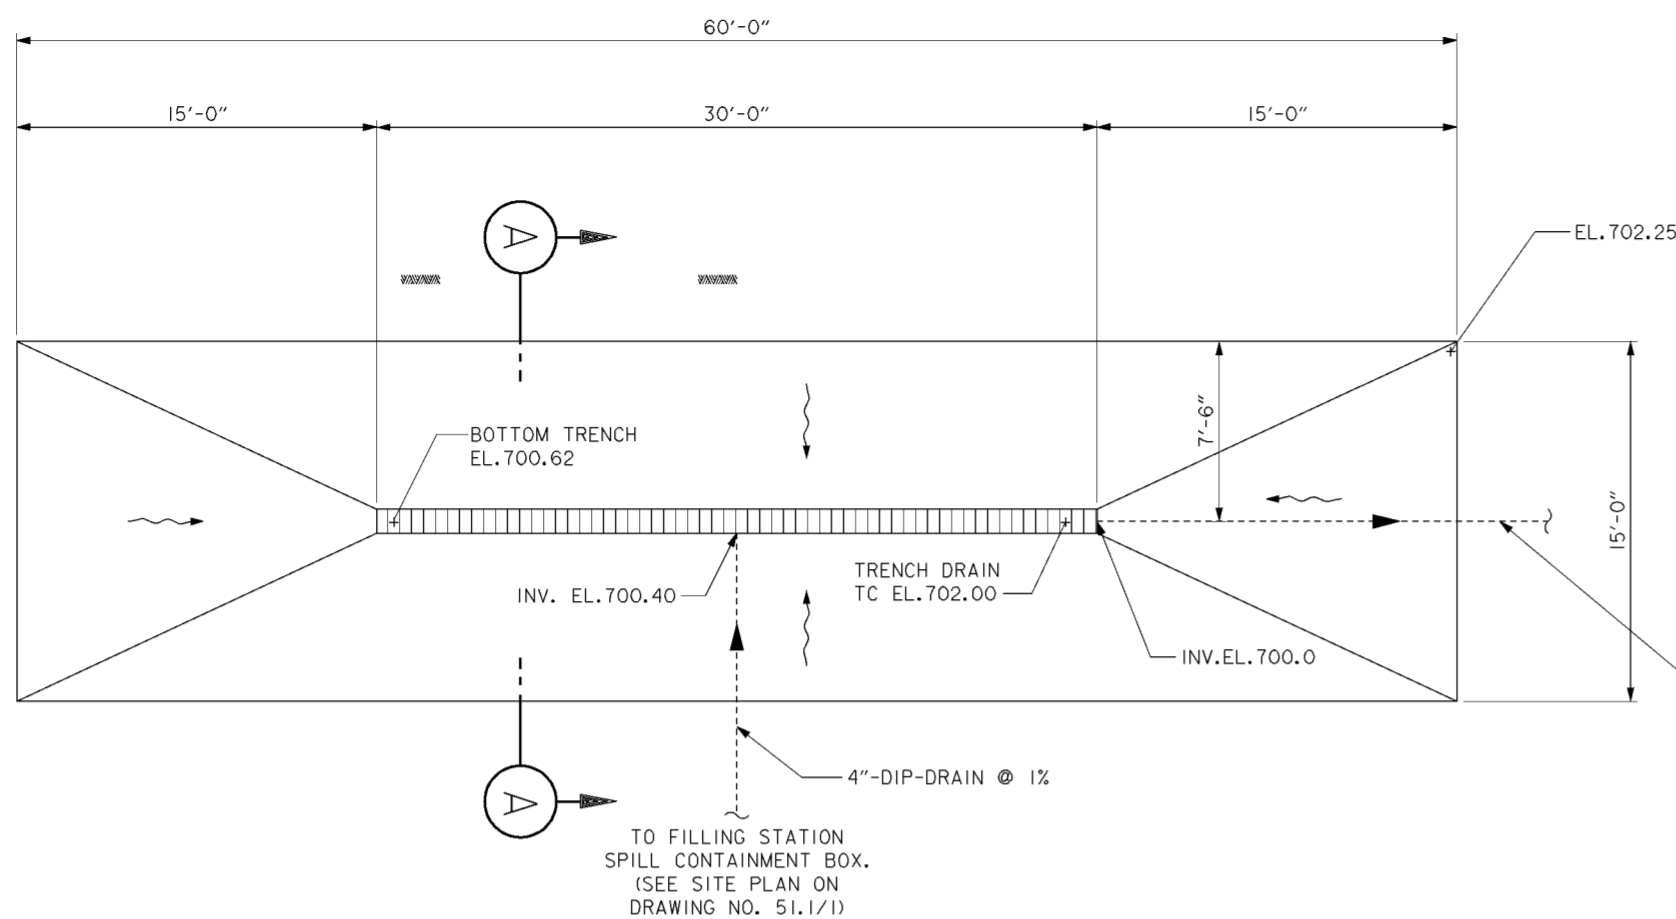 60'-0"
15'-0"
30'-0"
15'-0"
A
EL.702.25
BOTTOM TRENCH
EL.700.62
7'-6"
15'-0"
INV. EL.700.40
TRENCH DRAIN
TC EL.702.00
INV.EL.700.0
4"-DIP-DRAIN @ 1%
A
TO FILLING STATION
SPILL CONTAINMENT BOX.
(SEE SITE PLAN ON
DRAWING NO. 51.1/1)